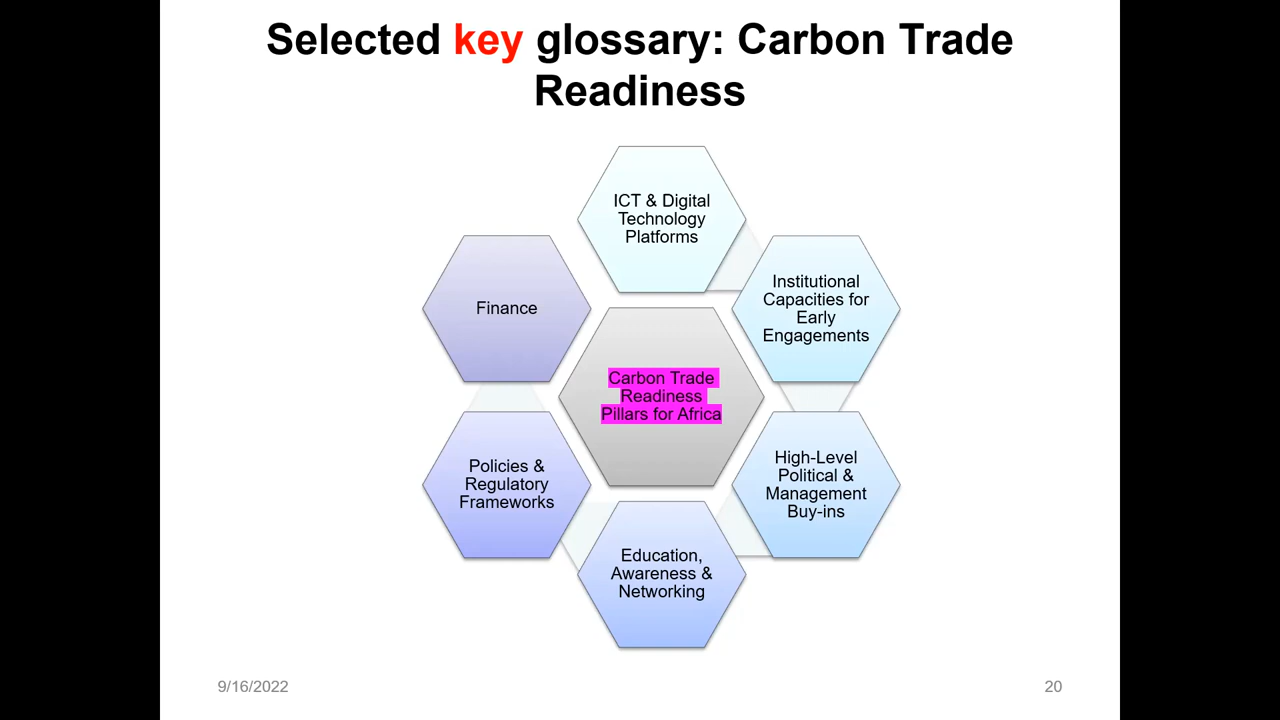 Selected key glossary: Carbon Trade
Readiness
ICT & Digital
Technology
Platforms
Institutional
Capacities for
Early
Engagements
High-Level
Political &
Management
Buy-ins
Education,
Awareness &
Networking
Policies &
Regulatory
Frameworks
Finance
Carbon Trade
Readiness
Pillars for Africa
9/16/2022
20